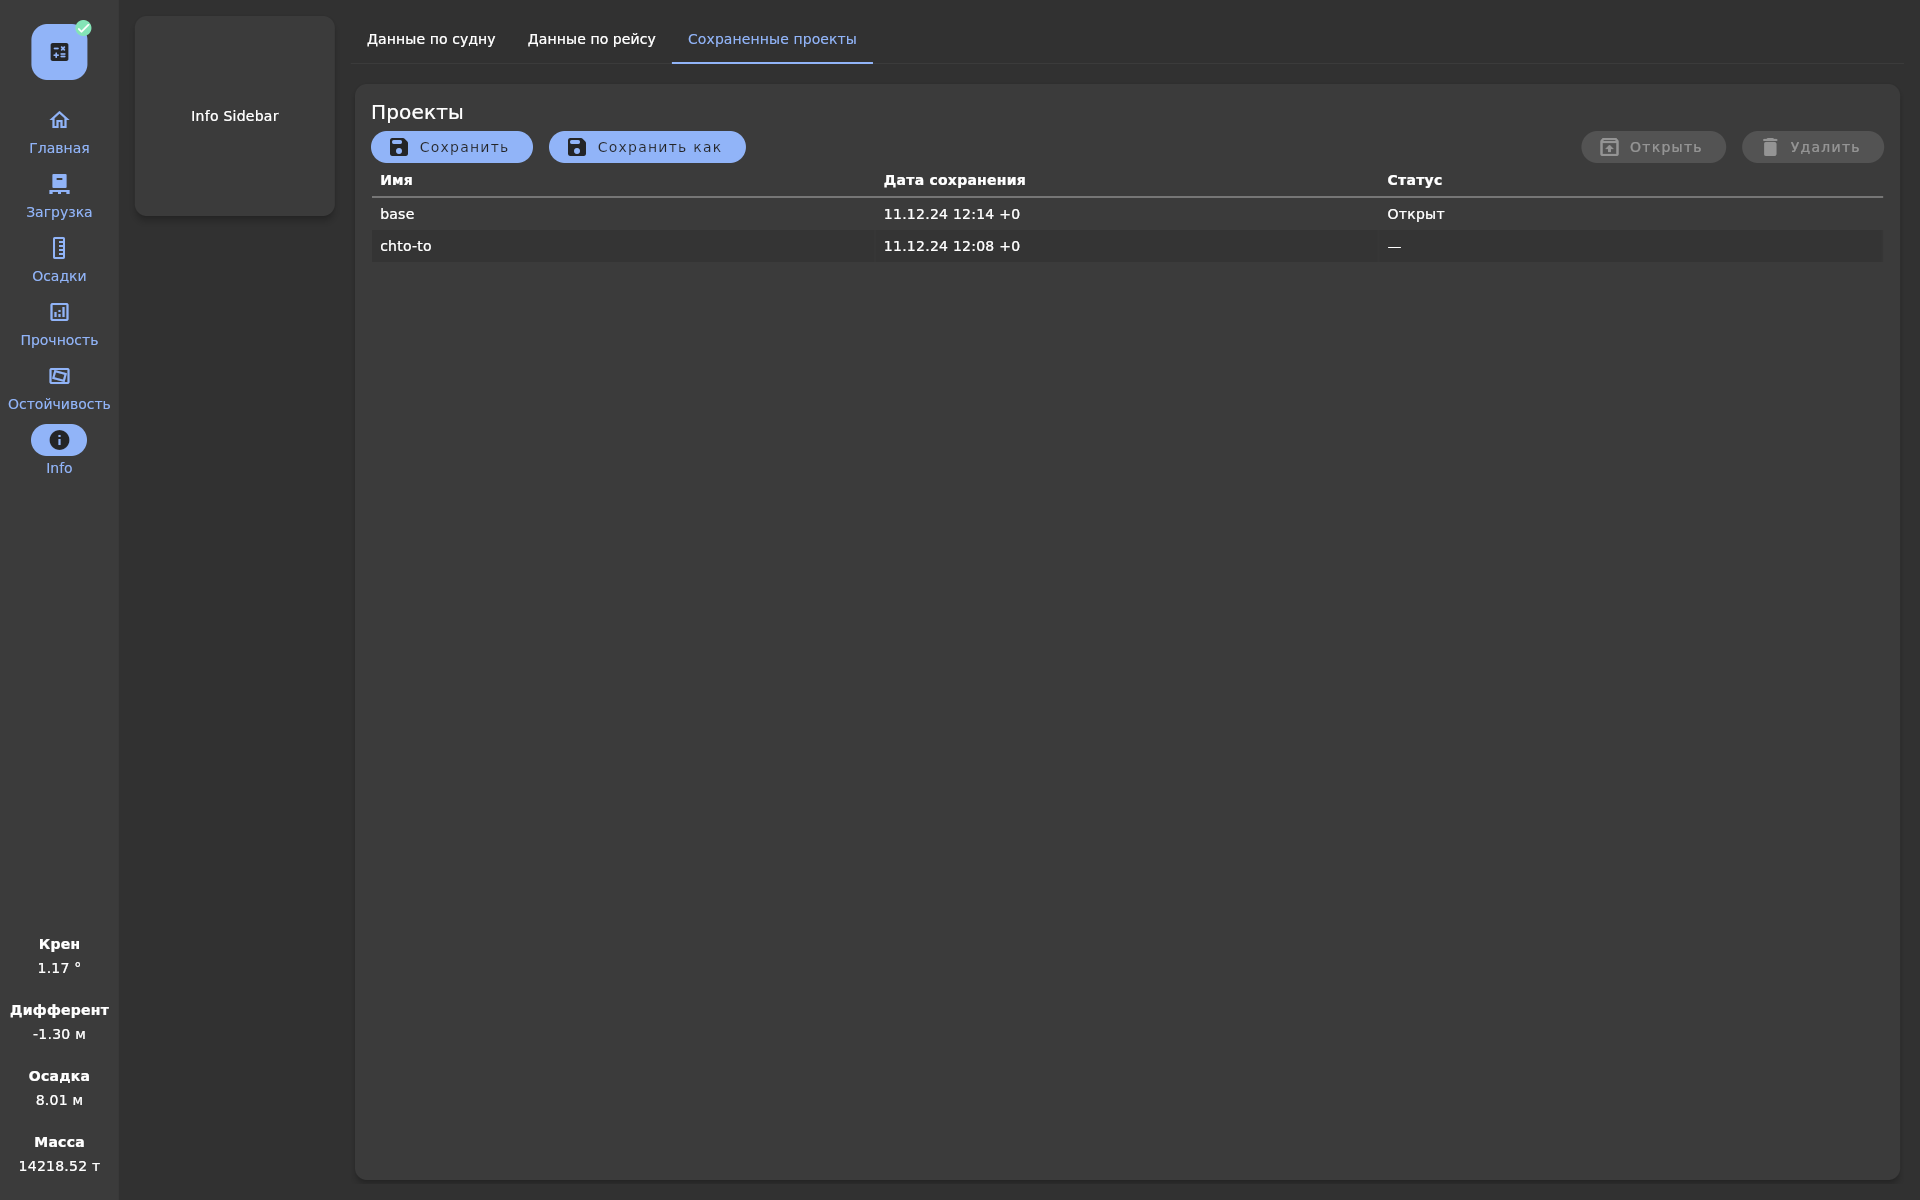 Главная
Загрузка
Осадки
Прочность
Остойчивость
Info
Крен
1.17 °
Дифферент
-1.30 м
Осадка
8.01 м
Масса
14218.52 т
Info Sidebar
Данные по судну Данные по рейсу Сохраненные проекты
Проекты
Сохранить Сохранить как Открыть Удалить
Имя Дата сохранения Статус
base 11.12.24 12:14 +0 Открыт
chto-to 11.12.24 12:08 +0 —